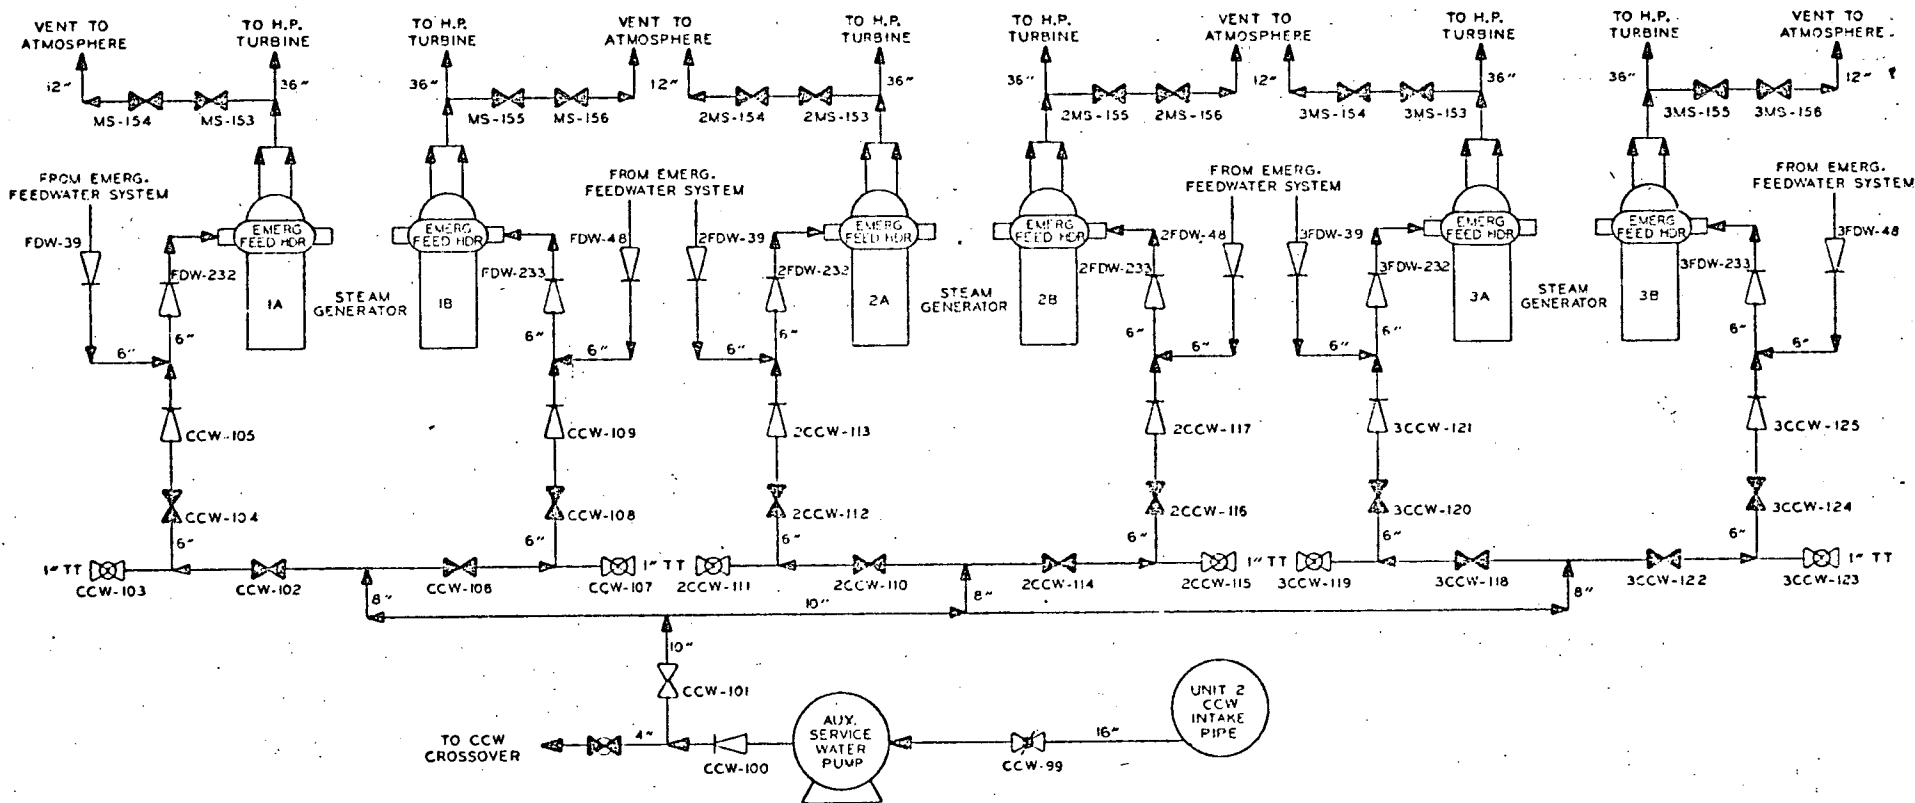 VENT TO
ATMOSPHERE
TO H.P.
TURBINE
TO H.P.
TURBINE
VENT TO
ATMOSPHERE
TO H.P.
TURBINE
TO H.P.
TURBINE
VENT TO
ATMOSPHERE
TO H.P.
TURBINE
TO H.P.
TURBINE
VENT TO
ATMOSPHERE
12" 36" 36" 12" 36" 36" 12" 36" 36" 12"
MS-154 MS-153 MS-155 MS-156 2MS-154 2MS-153 2MS-155 2MS-156 3MS-154 3MS-153 3MS-155 3MS-156
FROM EMERG.
FEEDWATER SYSTEM
FROM EMERG.
FEEDWATER SYSTEM
FROM EMERG.
FEEDWATER SYSTEM
FROM EMERG.
FEEDWATER SYSTEM
EMERG
FEED HDR
EMERG
FEED HDR
EMERG
FEED HDR
EMERG
FEED HDR
EMERG
FEED HDR
EMERG
FEED HDR
FDW-39 FDW-48 2FDW-39 2FDW-48 3FDW-39 3FDW-48
FDW-232 FDW-233 2FDW-232 2FDW-233 3FDW-232 3FDW-233
1A
STEAM
GENERATOR
1B
2A
STEAM
GENERATOR
2B
3A
STEAM
GENERATOR
3B
6" 6" 6" 6" 6" 6"
6" 6" 6" 6" 6" 6"
CCW-105 CCW-109 2CCW-113 2CCW-117 3CCW-121 3CCW-125
CCW-104 CCW-108 2CCW-112 2CCW-116 3CCW-120 3CCW-124
6" 6" 6" 6" 6" 6"
1" TT 1" TT 1" TT 1" TT
CCW-103 CCW-102 CCW-106 CCW-107 2CCW-111 2CCW-110 2CCW-114 2CCW-115 3CCW-119 3CCW-118 3CCW-122 3CCW-123
8" 10" 8" 8"
10"
CCW-101
UNIT 2
CCW
INTAKE
PIPE
AUX.
SERVICE
WATER
PUMP
TO CCW
CROSSOVER
4" 16"
CCW-100 CCW-99